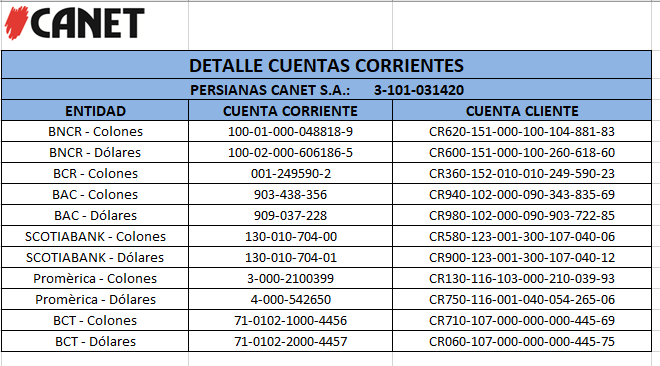 CANET
DETALLE CUENTAS CORRIENTES
PERSIANAS CANET S.A.: 3-101-031420
ENTIDAD CUENTA CORRIENTE CUENTA CLIENTE
BNCR - Colones 100-01-000-048818-9 CR620-151-000-100-104-881-83
BNCR - Dólares 100-02-000-606186-5 CR600-151-000-100-260-618-60
BCR - Colones 001-249590-2 CR360-152-010-010-249-590-23
BAC - Colones 903-438-356 CR940-102-000-090-343-835-69
BAC - Dólares 909-037-228 CR980-102-000-090-903-722-85
SCOTIABANK - Colones 130-010-704-00 CR580-123-001-300-107-040-06
SCOTIABANK - Dólares 130-010-704-01 CR900-123-001-300-107-040-12
Promèrica - Colones 3-000-2100399 CR130-116-103-000-210-039-93
Promèrica - Dólares 4-000-542650 CR750-116-001-040-054-265-06
BCT - Colones 71-0102-1000-4456 CR710-107-000-000-000-445-69
BCT - Dólares 71-0102-2000-4457 CR060-107-000-000-000-445-75